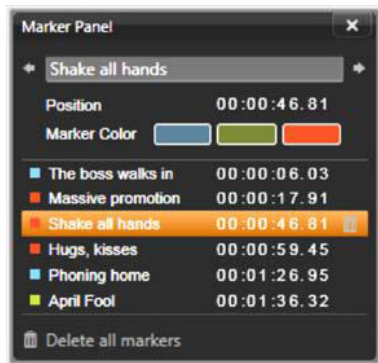 Marker Panel
Shake all hands
Position 00:00:46.81
Marker Color
The boss walks in 00:00:06.03
Massive promotion 00:00:17.91
Shake all hands 00:00:46.81
Hugs, kisses 00:00:59.45
Phoning home 00:01:26.95
April Fool 00:01:36.32
Delete all markers